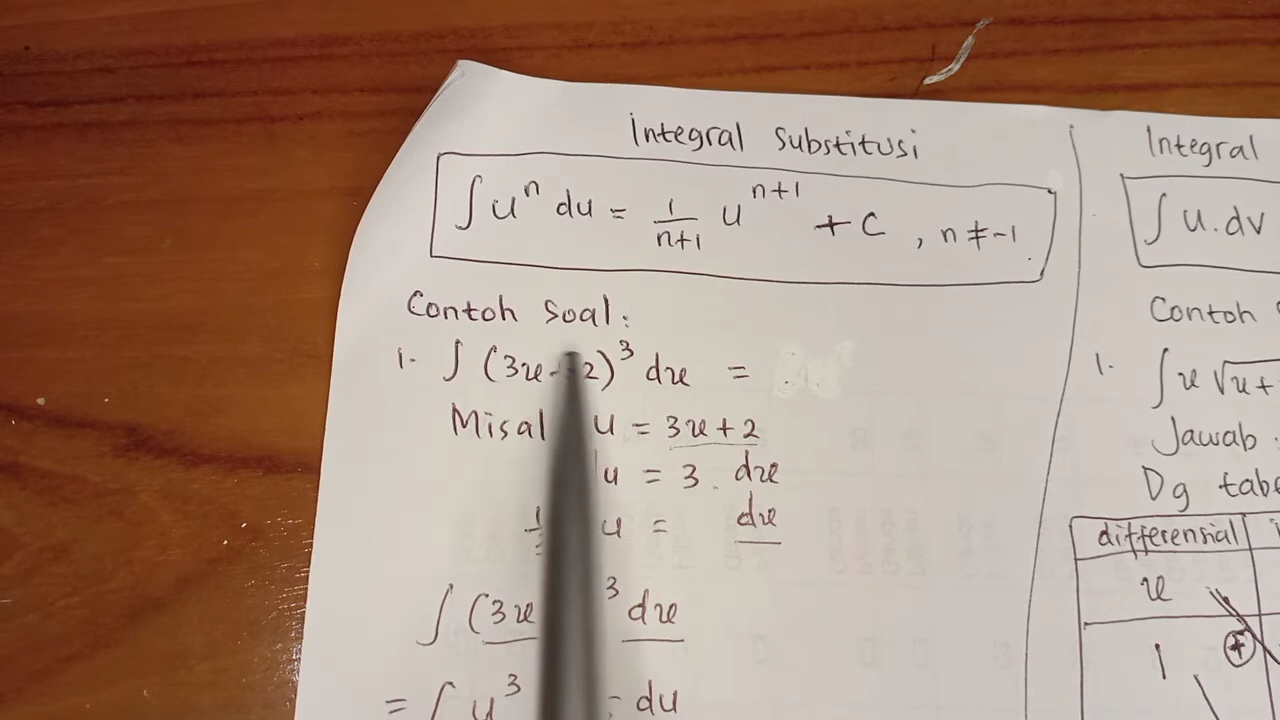 Integral Substitusi
∫ u^n du = 1/(n+1) u^(n+1) + C , n ≠ -1.
Contoh Soal:
1. ∫ (3x 2)^3 dx =
Misal u = 3x + 2
u = 3 . dx
u = dx
∫ (3x ^3 dx
= ∫ u^3 du
Integral
∫ u.dv
Contoh
1. ∫ x √x+
Jawab :
Dg tabe
differensial
x
1 +